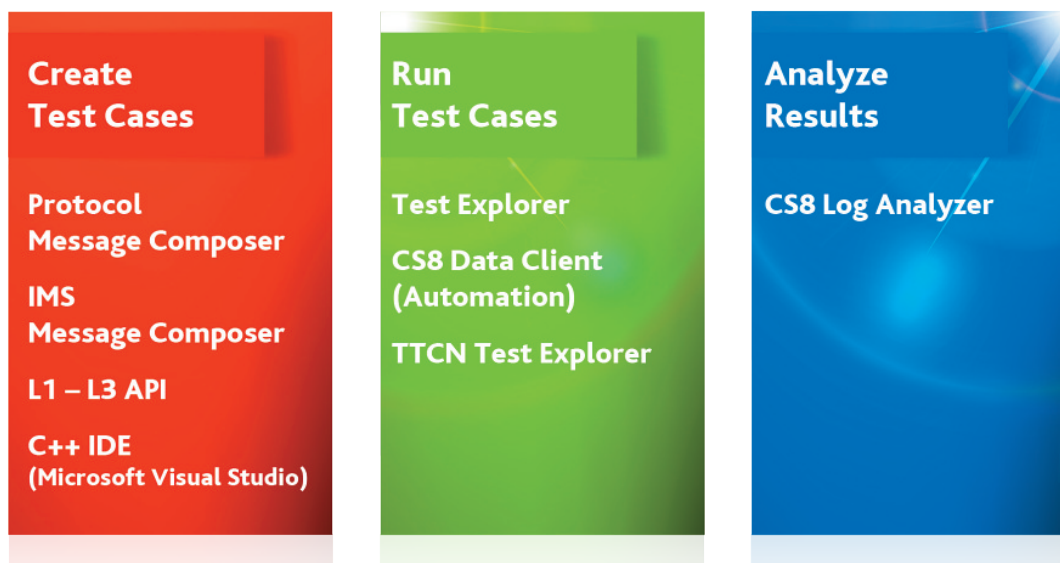 Create
Test Cases
Protocol
Message Composer
IMS
Message Composer
L1 – L3 API
C++ IDE
(Microsoft Visual Studio)
Run
Test Cases
Test Explorer
CS8 Data Client
(Automation)
TTCN Test Explorer
Analyze
Results
CS8 Log Analyzer